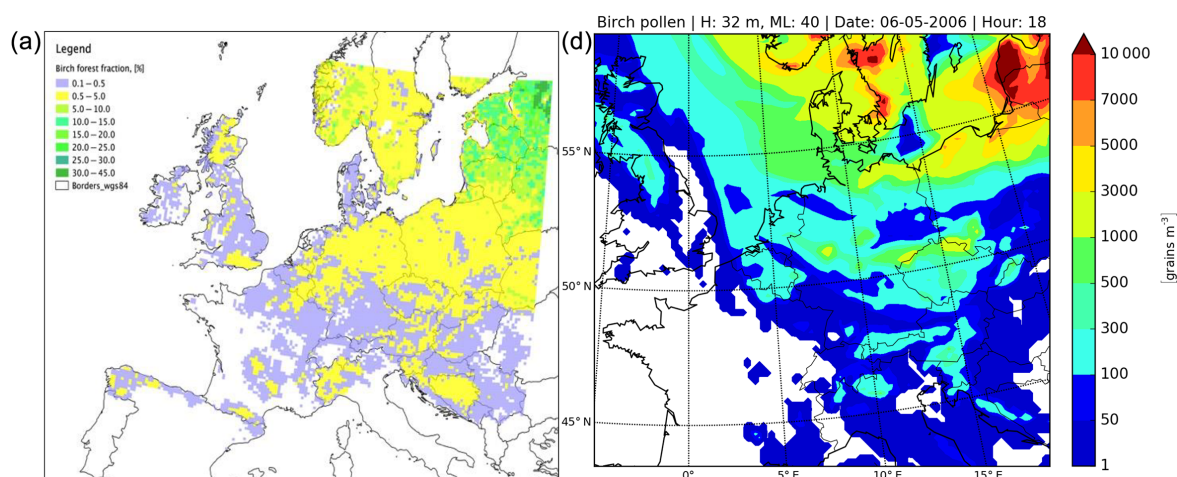 (a)
Legend
Birch forest fraction, [%]
0.1 – 0.5
0.5 – 5.0
5.0 – 10.0
10.0 – 15.0
15.0 – 20.0
20.0 – 25.0
25.0 – 30.0
30.0 – 45.0
Borders_wgs84
(d)
Birch pollen | H: 32 m, ML: 40 | Date: 06-05-2006 | Hour: 18
55° N
50° N
45° N
0°
5° E
10° E
15° E
10 000
7000
5000
3000
1000
500
300
100
50
1
[grains m⁻³]